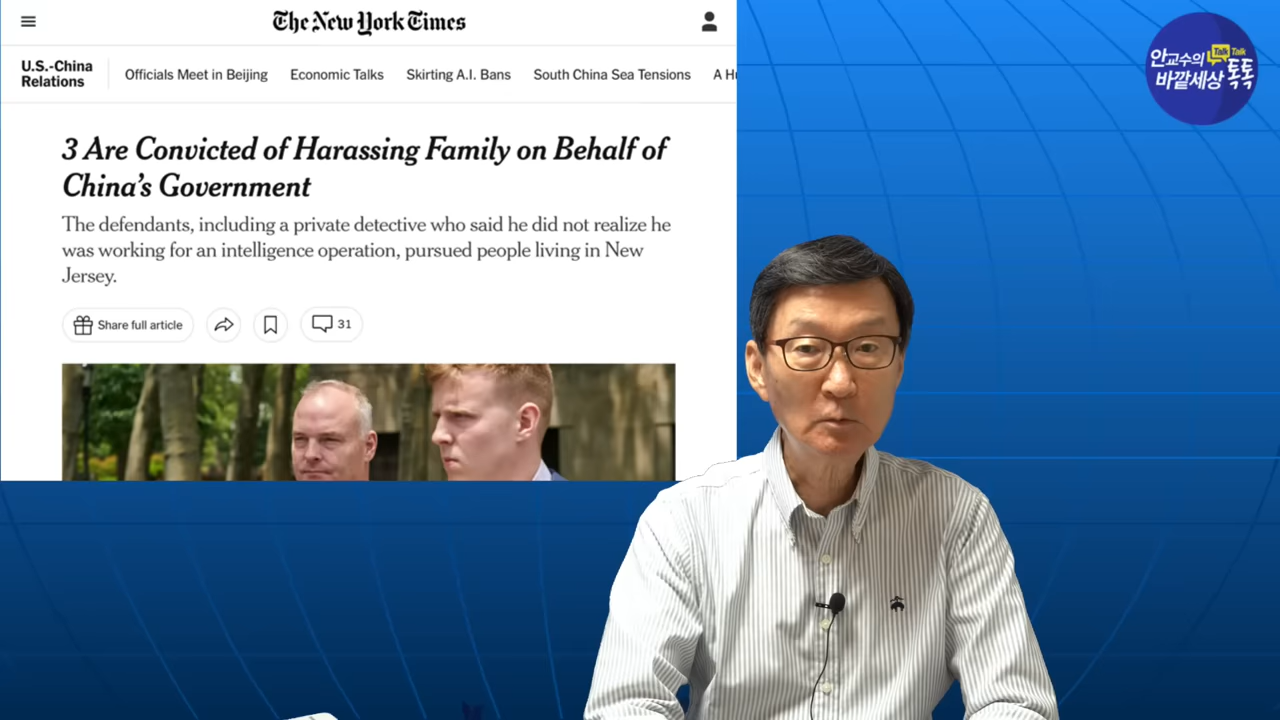 The New York Times
U.S.-China
Relations
Officials Meet in Beijing
Economic Talks
Skirting A.I. Bans
South China Sea Tensions
3 Are Convicted of Harassing Family on Behalf of
China's Government
The defendants, including a private detective who said he did not realize he
was working for an intelligence operation, pursued people living in New
Jersey.
Share full article
31
안교수의
Talk Talk
바깥세상
톡톡